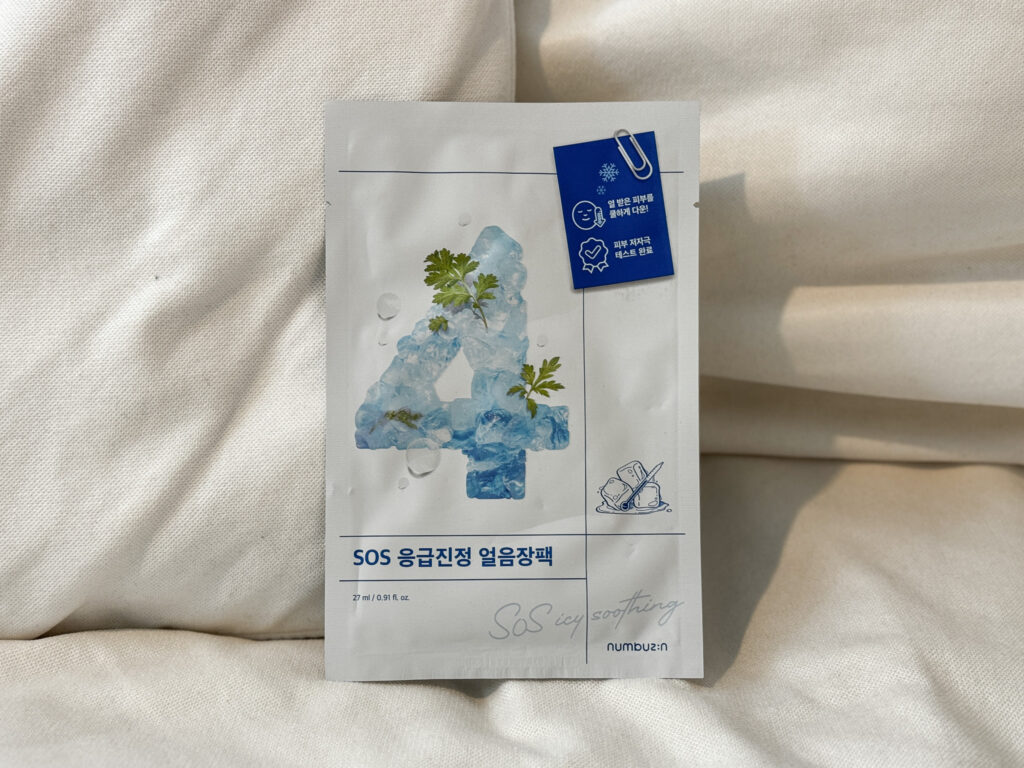 열 받은 피부를
쿨하게 다운!
피부 저자극
테스트 완료
4
SOS 응급진정 얼음장팩
27 ml / 0.91 fl. oz.
SOS icy soothing
numbuz:n